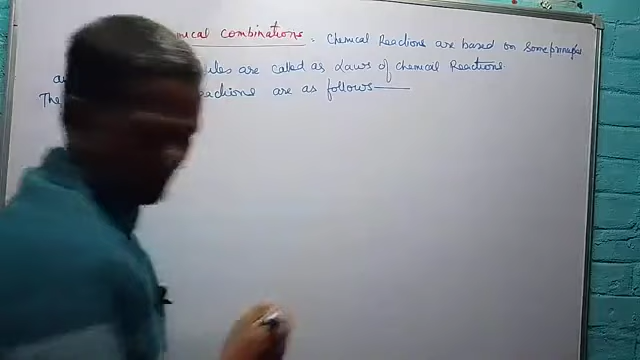 mical Combinations. Chemical Reactions are based on some principles
ules are called as Laws of Chemical Reactions.
The eactions are as follows—